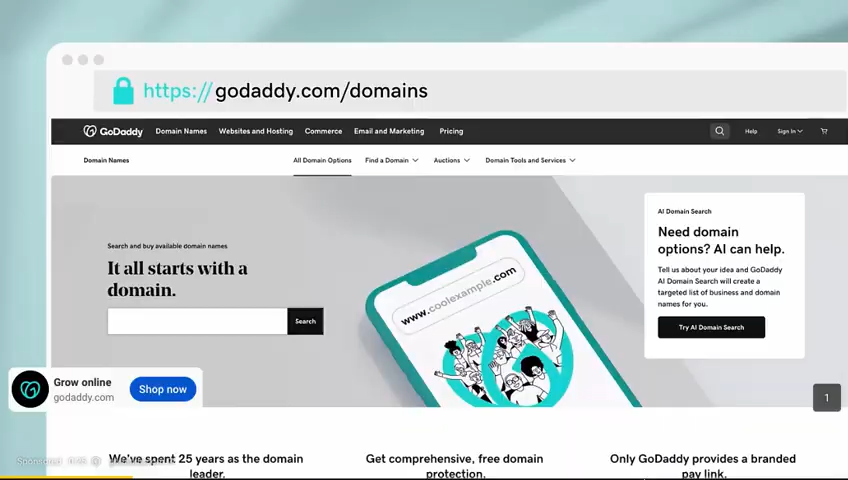 https://godaddy.com/domains
GoDaddy Domain Names Websites and Hosting Commerce Email and Marketing Pricing Help Sign In
Domain Names All Domain Options Find a Domain Auctions Domain Tools and Services
Search and buy available domain names
It all starts with a
domain.
Search
www.coolexample.com
AI Domain Search
Need domain
options? AI can help.
Tell us about your idea and GoDaddy
AI Domain Search will create a
targeted list of business and domain
names for you.
Try AI Domain Search
Grow online
godaddy.com
Shop now
1
Sponsored
We've spent 25 years as the domain
leader.
Get comprehensive, free domain
protection.
Only GoDaddy provides a branded
pay link.